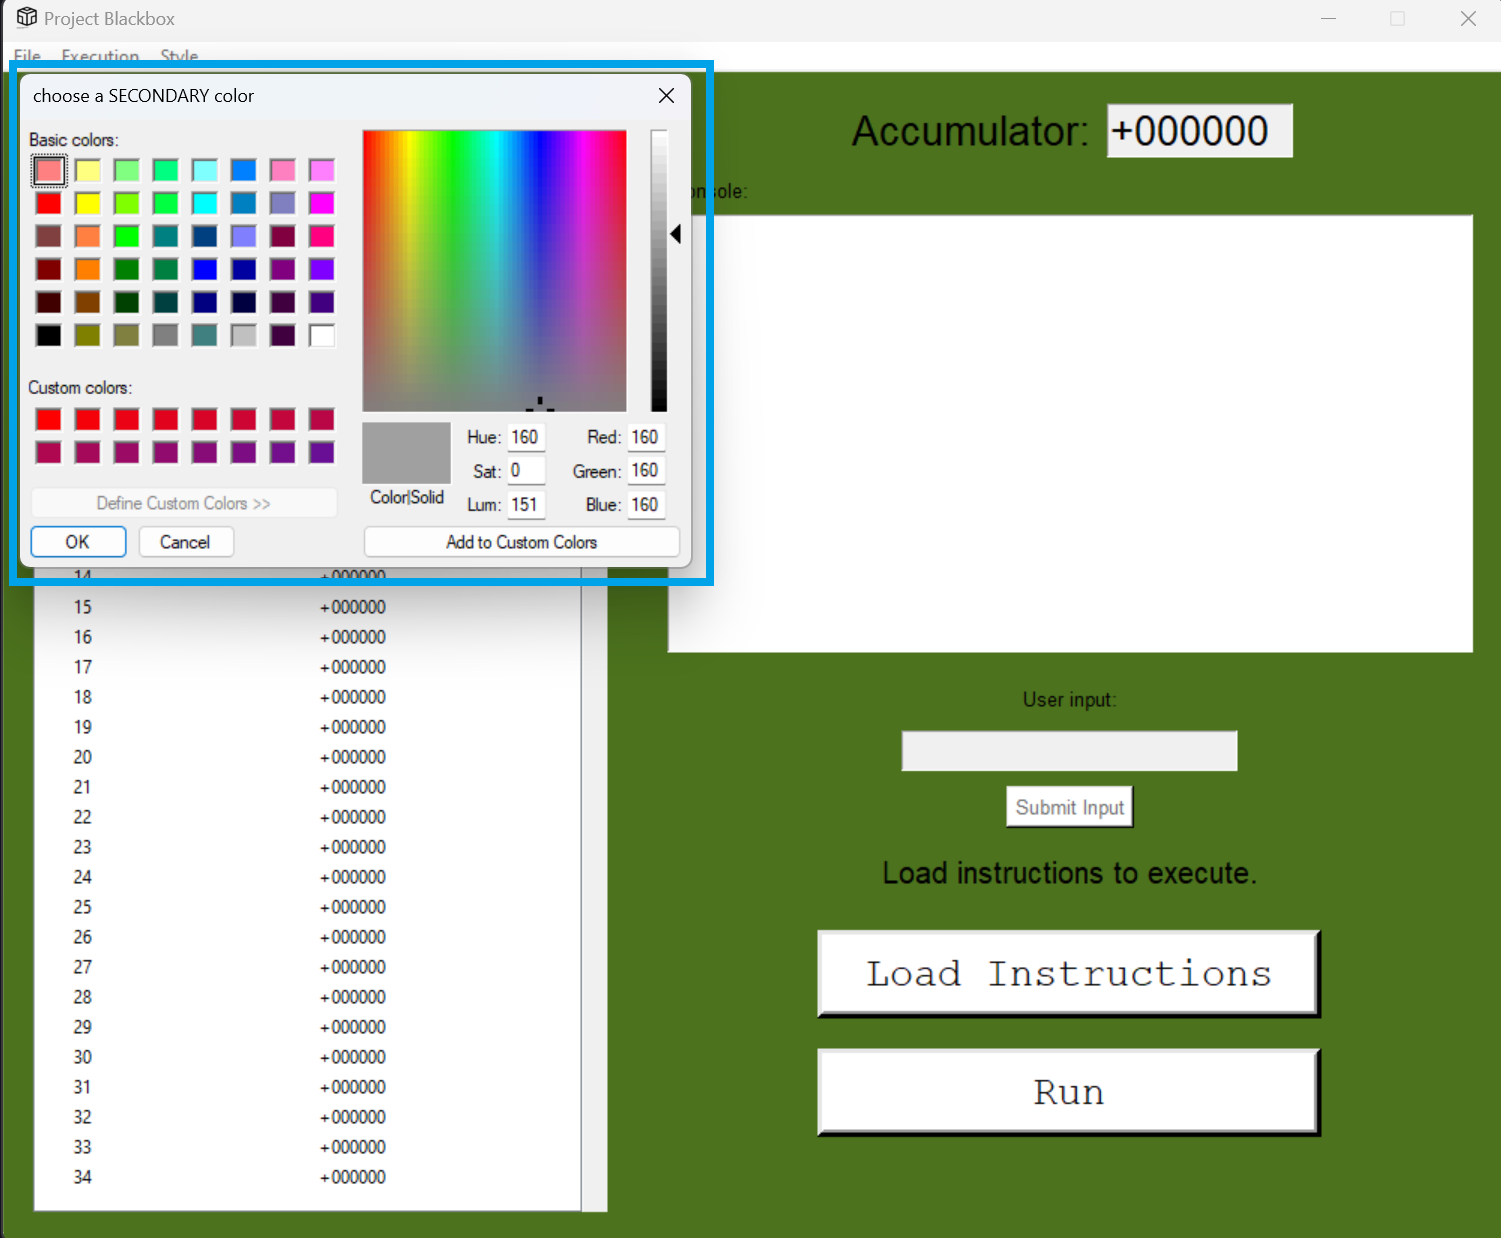 Project Blackbox
File Execution Style
choose a SECONDARY color
Basic colors:
Custom colors:
Define Custom Colors >>
OK
Cancel
Color|Solid
Hue: 160
Sat: 0
Lum: 151
Red: 160
Green: 160
Blue: 160
Add to Custom Colors
14 +000000
15 +000000
16 +000000
17 +000000
18 +000000
19 +000000
20 +000000
21 +000000
22 +000000
23 +000000
24 +000000
25 +000000
26 +000000
27 +000000
28 +000000
29 +000000
30 +000000
31 +000000
32 +000000
33 +000000
34 +000000
Accumulator: +000000
onsole:
User input:
Submit Input
Load instructions to execute.
Load Instructions
Run